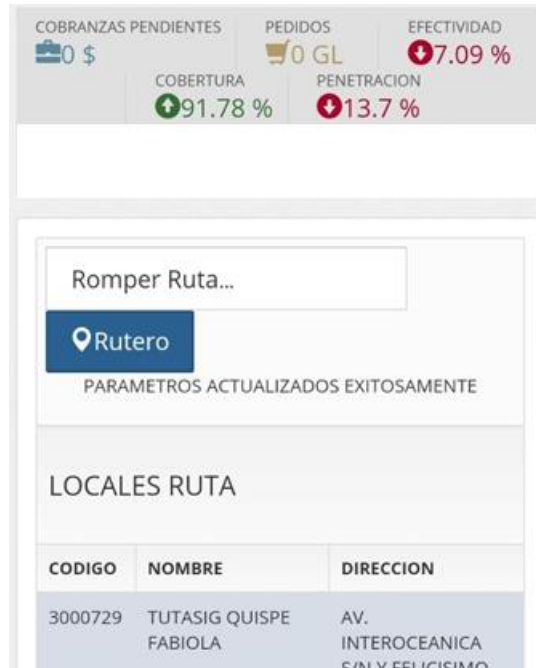 COBRANZAS PENDIENTES
0 $
PEDIDOS
0 GL
EFECTIVIDAD
7.09 %
COBERTURA
91.78 %
PENETRACION
13.7 %
Romper Ruta...
Rutero
PARAMETROS ACTUALIZADOS EXITOSAMENTE
LOCALES RUTA
CODIGO NOMBRE DIRECCION
3000729 TUTASIG QUISPE AV.
FABIOLA INTEROCEANICA
S/N Y FELICISIMO